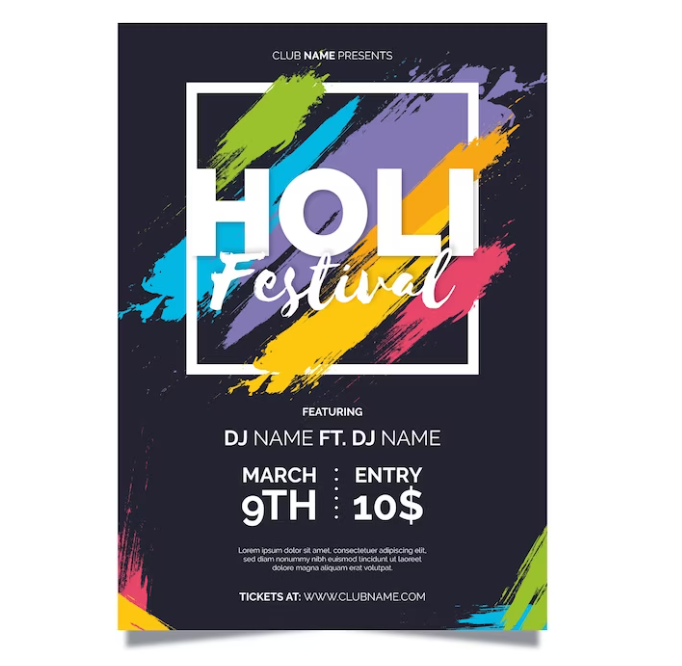 CLUB NAME PRESENTS
HOLI
Festival
FEATURING
DJ NAME FT. DJ NAME
MARCH
9TH
ENTRY
10$
Lorem ipsum dolor sit amet, consectetuer adipiscing elit,
sed diam nonummy nibh euismod tincidunt ut laoreet
dolore magna aliquam erat volutpat.
TICKETS AT: WWW.CLUBNAME.COM